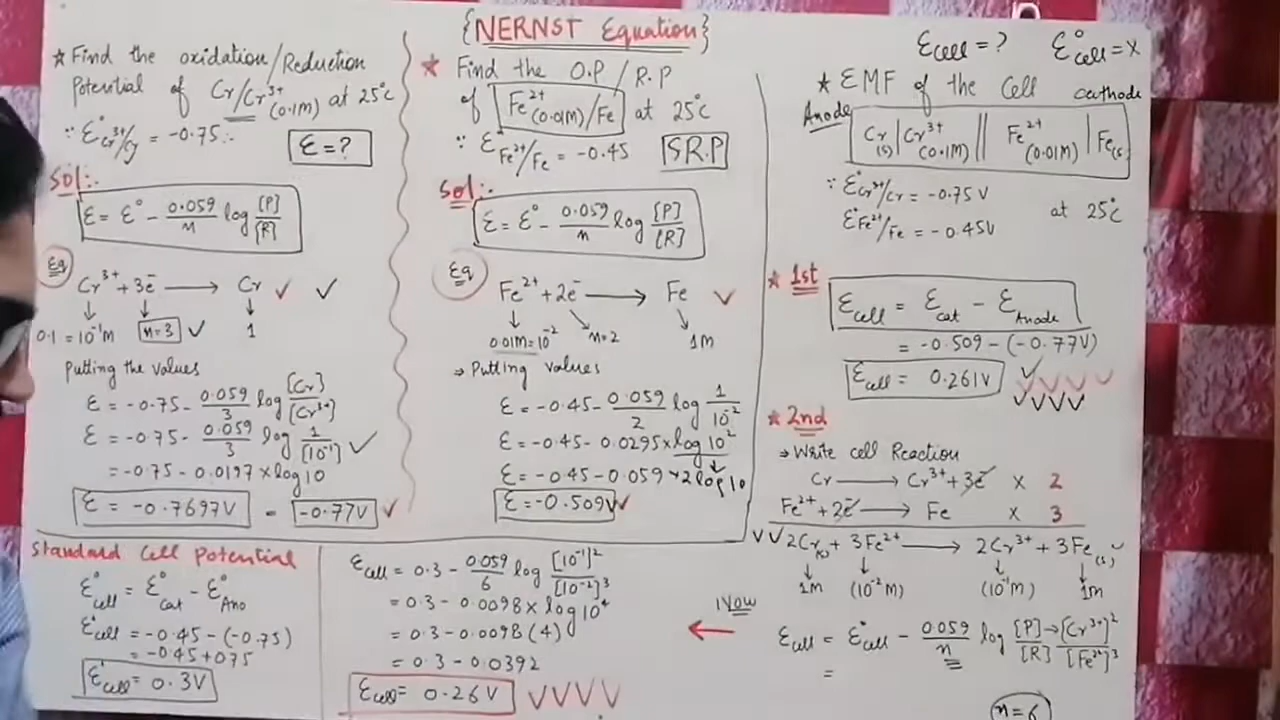 {NERNST Equation}
★ Find the oxidation/Reduction
Potential of Cr/Cr³⁺(0.1M) at 25°C
∵ E°Cr³⁺/Cr = -0.75 ∴
E = ?
Sol:-
E = E° - 0.059/n log [P]/[R]
Eq
Cr³⁺ + 3e⁻ → Cr ✓ ✓
↓ ↓ ↓
0.1 = 10⁻¹M n=3 ✓ 1
Putting the values
E = -0.75 - 0.059/3 log [Cr]/[Cr³⁺]
E = -0.75 - 0.059/3 log 1/[10⁻¹] ✓
= -0.75 - 0.0197 × log 10
E = -0.7697V = -0.77V ✓
★ Find the O.P / R.P
of Fe²⁺(0.01M)/Fe at 25°C
∵ E°Fe²⁺/Fe = -0.45 S.R.P
Sol:-
E = E° - 0.059/n log [P]/[R]
Eq
Fe²⁺ + 2e⁻ → Fe ✓
0.01M = 10⁻² n=2 1M
⇒ Putting values
E = -0.45 - 0.059/2 log 1/10⁻²
E = -0.45 - 0.0295 × log 10²
E = -0.45 - 0.059 × 2 log 10
E = -0.509V ✓
Ecell = ? E°cell = x
★ EMF of the Cell
Anode cathode
Cr(s) | Cr³⁺(0.1M) || Fe²⁺(0.01M) | Fe(s)
∵ E°Cr³⁺/Cr = -0.75 V
E°Fe²⁺/Fe = -0.45V
at 25°C
★ 1st
Ecell = Ecat - EAnode
= -0.509 - (-0.77V)
Ecell = 0.261V ✓
✓✓✓✓
✓✓✓✓
★ 2nd
⇒ Write cell Reaction
Cr → Cr³⁺ + 3e⁻ × 2
Fe²⁺ + 2e⁻ → Fe × 3
✓✓ 2Cr(s) + 3Fe²⁺ → 2Cr³⁺ + 3Fe(s) ✓
↓ ↓ ↓ ↓
1M (10⁻²M) (10⁻¹M) 1M
Now
Ecell = E°cell - 0.059/n log [P]/[R] → [Cr³⁺]²/[Fe²⁺]³
=
n=6
←
Standard Cell Potential
E°cell = E°cat - E°Ano
E°cell = -0.45 - (-0.75)
= -0.45 + 075
E°cell = 0.3V
Ecell = 0.3 - 0.059/6 log [10⁻¹]²/[10⁻²]³
= 0.3 - 0.0098 × log 10⁴
= 0.3 - 0.0098 (4)
= 0.3 - 0.0392
Ecell = 0.26 V ✓✓✓✓